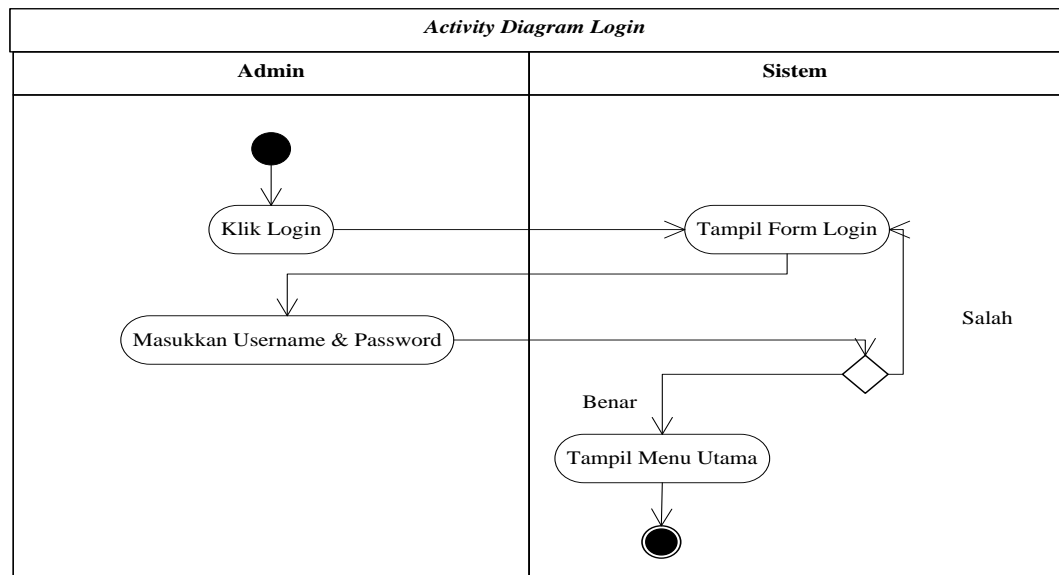 Activity Diagram Login
Admin
Sistem
Klik Login
Tampil Form Login
Masukkan Username & Password
Salah
Benar
Tampil Menu Utama